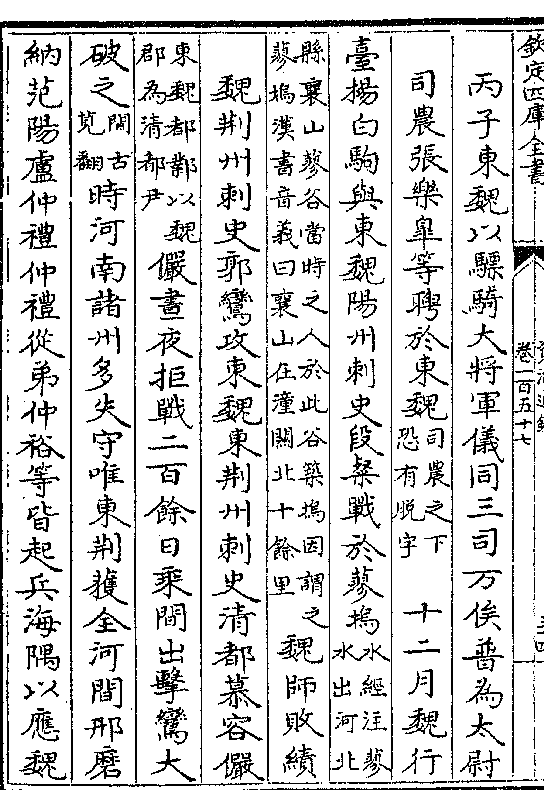 欽定四庫全書
資治通鑑
卷一百五十七
丙子東魏以驃騎大將軍儀同三司万俟普為太尉
司農張樂臯等聘於東魏司農之下恐有脱字十二月魏行
臺揚白駒與東魏陽州刺史段粲戰於蓼塢水經注蓼水出河北
縣襄山蓼谷當時之人於此谷築塢因謂之蓼塢漢書音義曰襄山在潼關北十餘里魏師敗績
魏荆州刺史郭鸞攻東魏東荆州刺史清都慕容儼
東魏都鄴以魏郡為清都尹儼晝夜拒戰二百餘日乘間出擊鸞大
破之間古莧翻時河南諸州多失守唯東荆獲全河間邢磨
納范陽盧仲禮仲禮從弟仲裕等皆起兵海隅以應魏